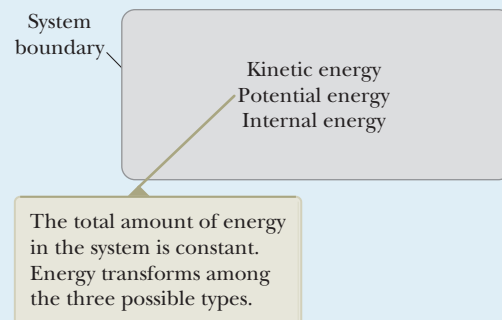 System
boundary
Kinetic energy
Potential energy
Internal energy
The total amount of energy
in the system is constant.
Energy transforms among
the three possible types.